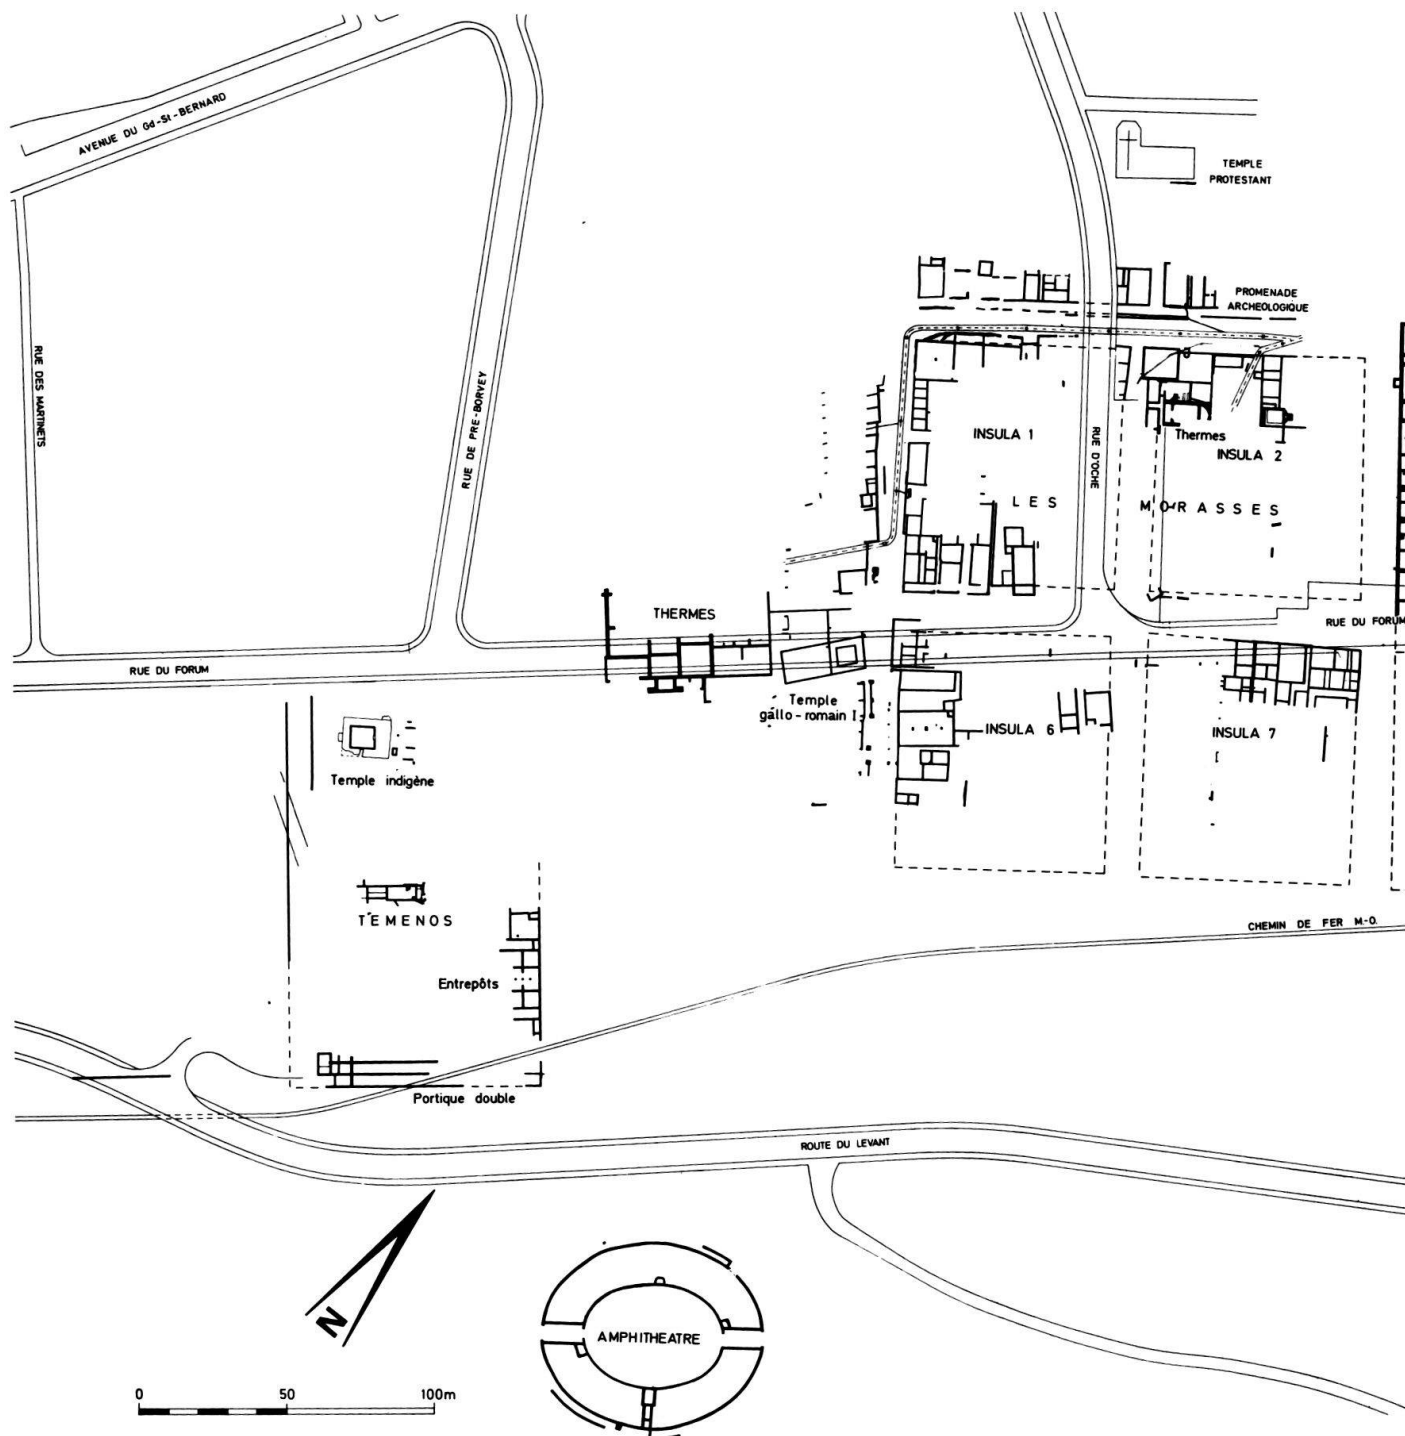 AVENUE DU Gd-St-BERNARD
TEMPLE
PROTESTANT
PROMENADE
ARCHEOLOGIQUE
RUE DES MARTINETS
RUE DE PRE-BORVEY
INSULA 1
RUE D'OCHE
Thermes
INSULA 2
LES MORASSES
THERMES
RUE DU FORUM
RUE DU FORUM
Temple
gallo-romain I
INSULA 6
INSULA 7
Temple indigène
TEMENOS
CHEMIN DE FER M-O.
Entrepôts
Portique double
ROUTE DU LEVANT
N
AMPHITHEATRE
0 50 100m